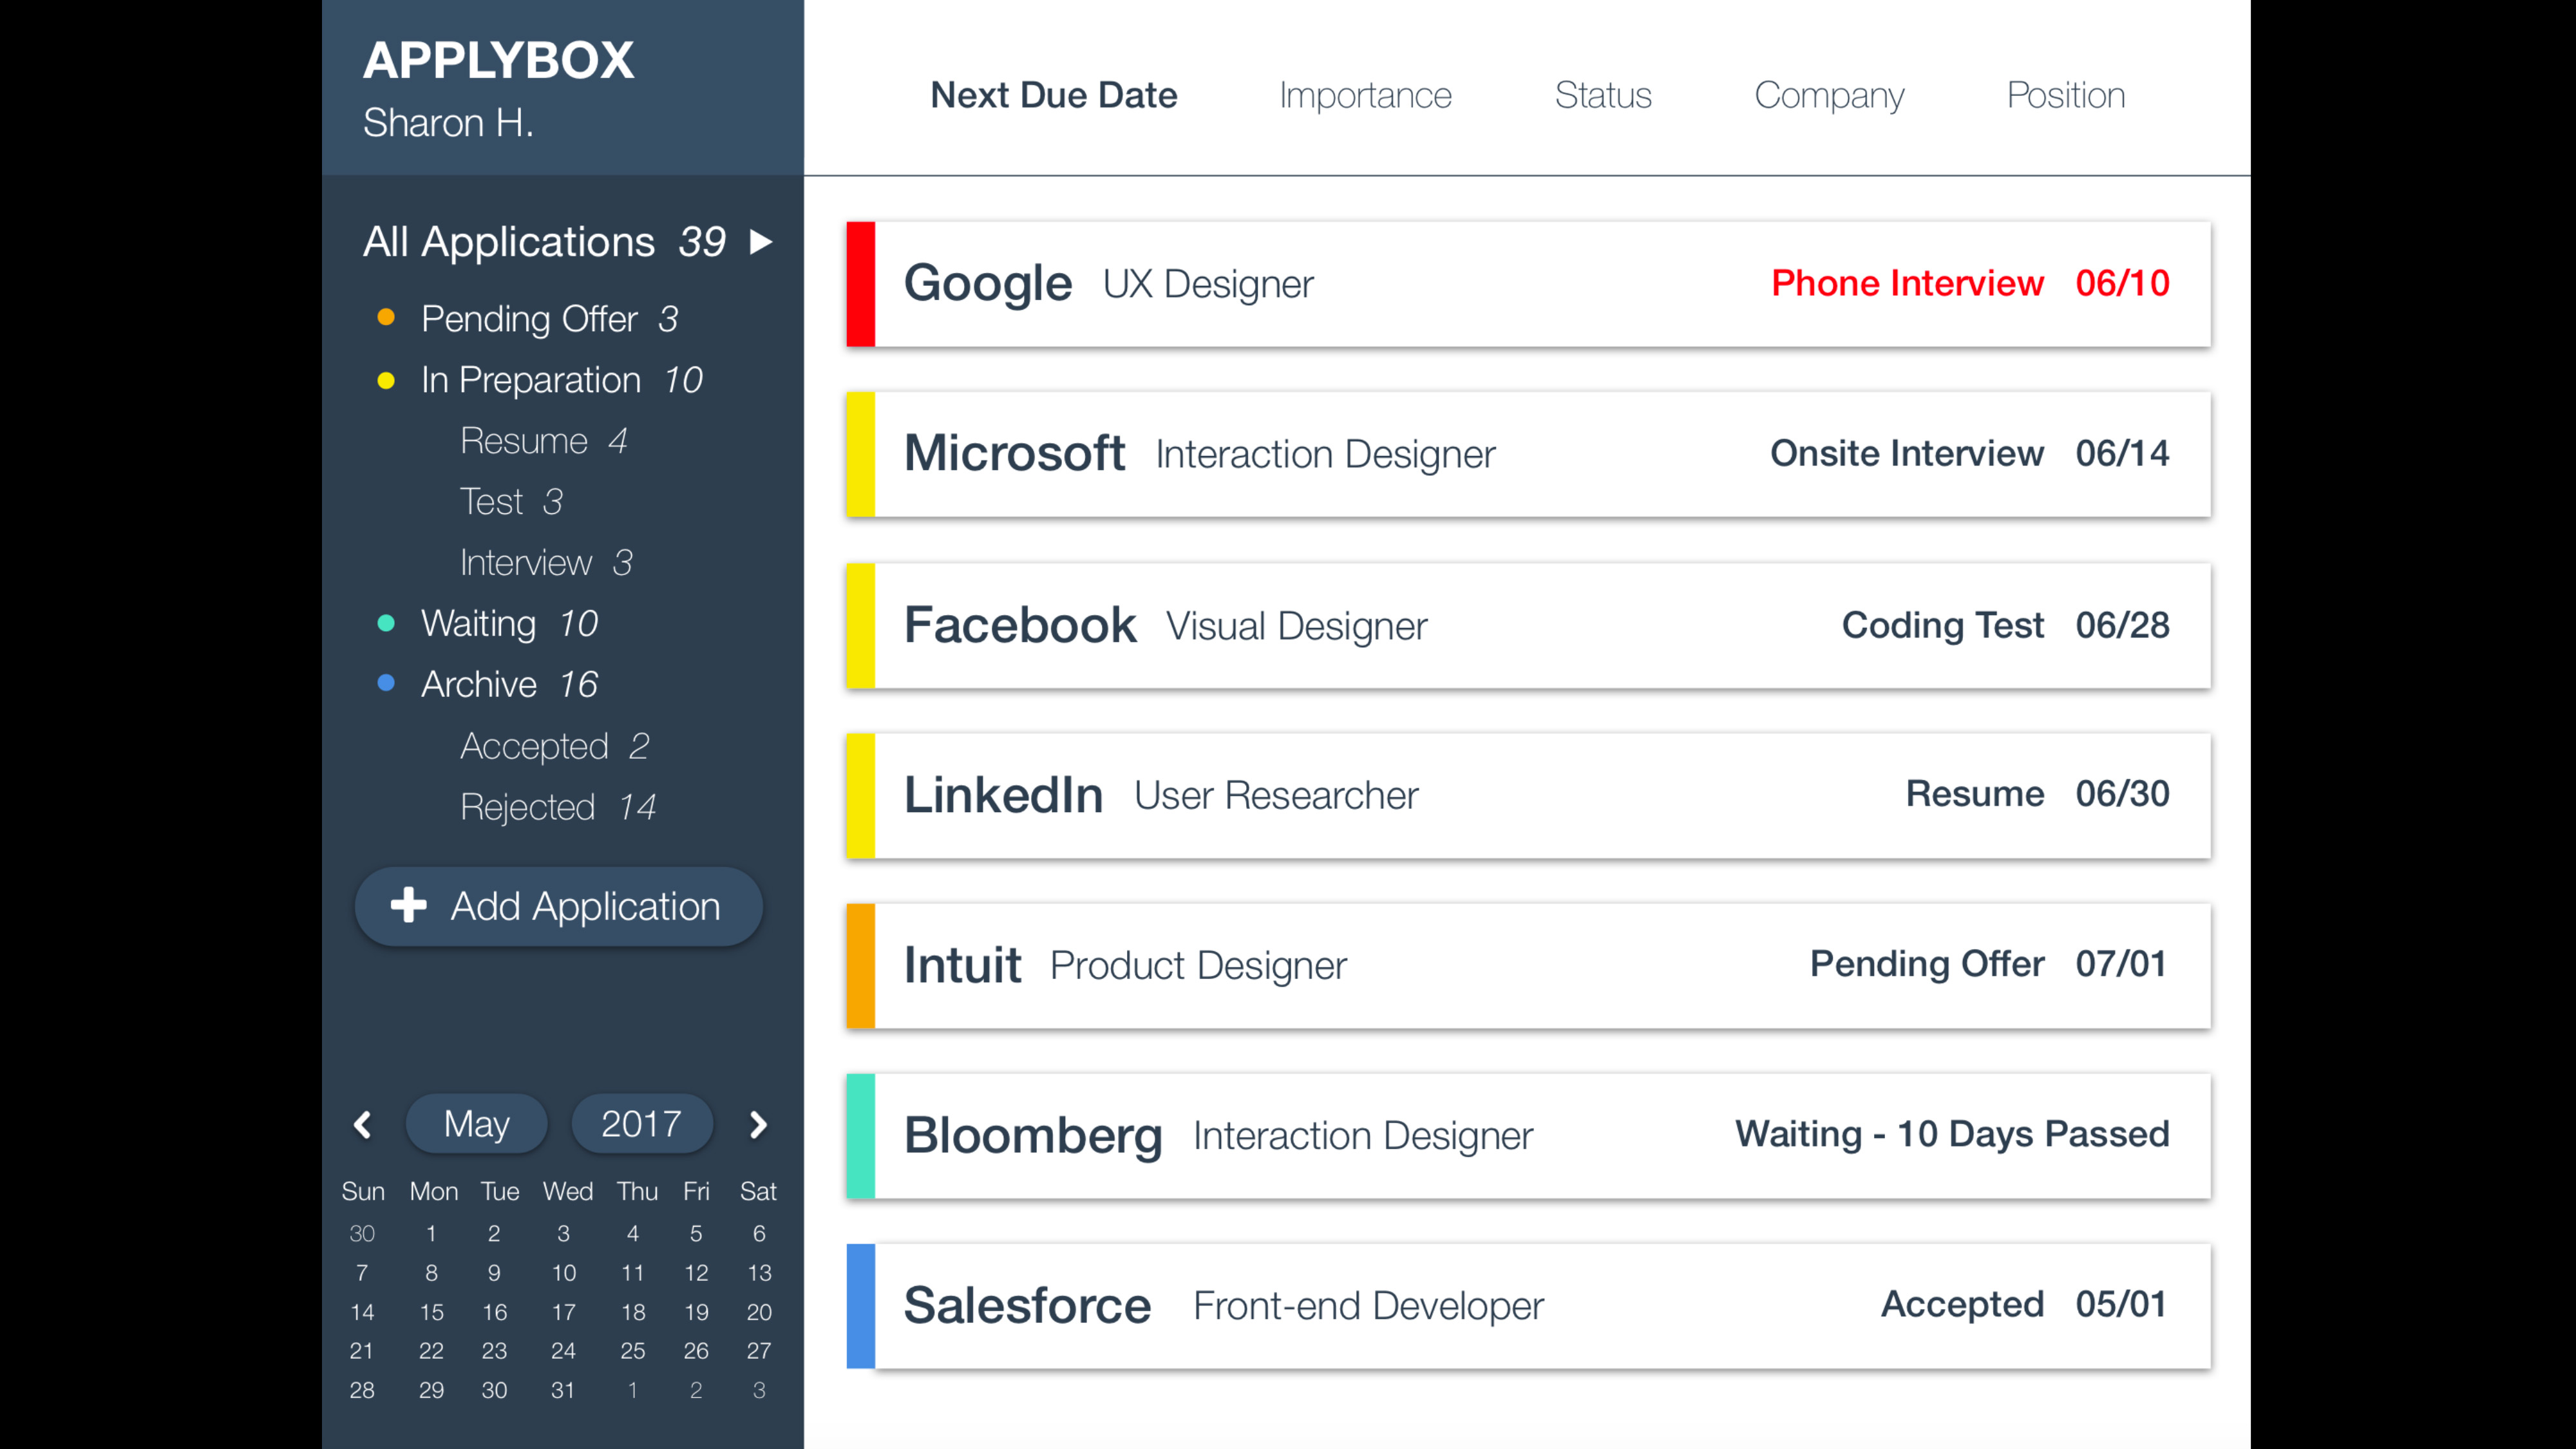 APPLYBOX
Sharon H.
All Applications 39
Pending Offer 3
In Preparation 10
Resume 4
Test 3
Interview 3
Waiting 10
Archive 16
Accepted 2
Rejected 14
Add Application
May 2017
Sun Mon Tue Wed Thu Fri Sat
30 1 2 3 4 5 6
7 8 9 10 11 12 13
14 15 16 17 18 19 20
21 22 23 24 25 26 27
28 29 30 31 1 2 3
Next Due Date Importance Status Company Position
Google UX Designer Phone Interview 06/10
Microsoft Interaction Designer Onsite Interview 06/14
Facebook Visual Designer Coding Test 06/28
LinkedIn User Researcher Resume 06/30
Intuit Product Designer Pending Offer 07/01
Bloomberg Interaction Designer Waiting - 10 Days Passed
Salesforce Front-end Developer Accepted 05/01